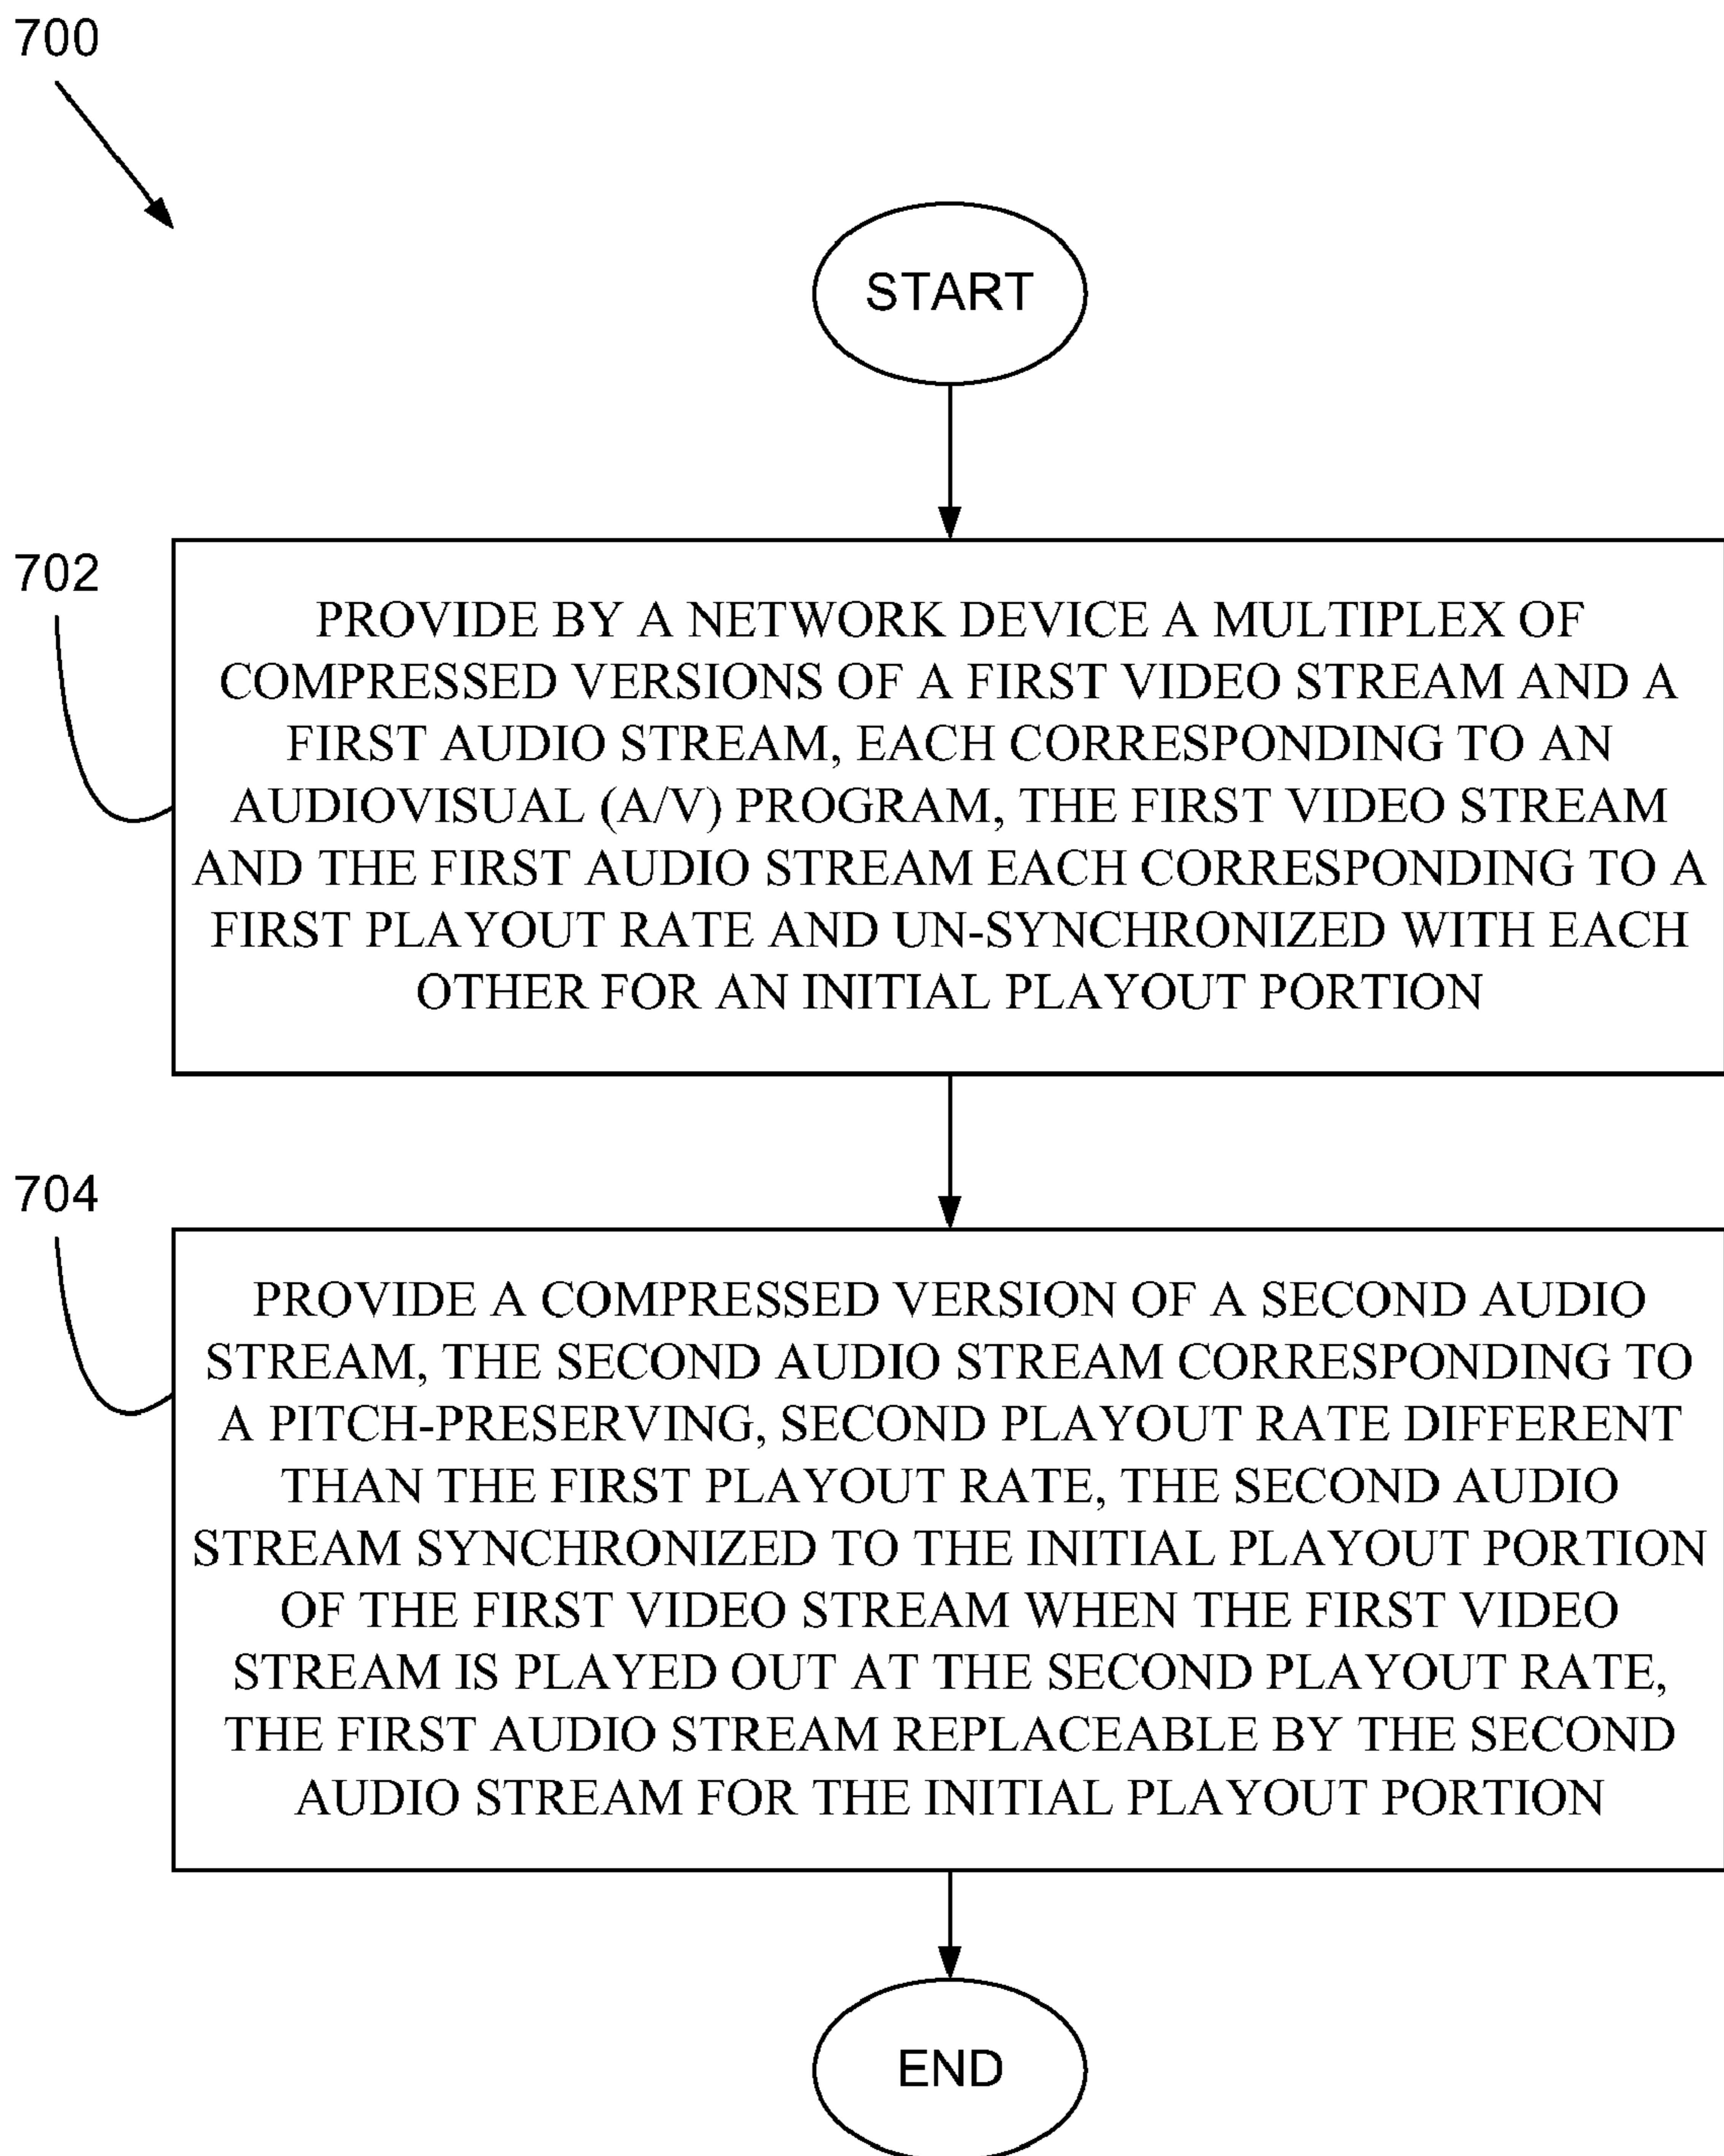 700
START
702
PROVIDE BY A NETWORK DEVICE A MULTIPLEX OF
COMPRESSED VERSIONS OF A FIRST VIDEO STREAM AND A
FIRST AUDIO STREAM, EACH CORRESPONDING TO AN
AUDIOVISUAL (A/V) PROGRAM, THE FIRST VIDEO STREAM
AND THE FIRST AUDIO STREAM EACH CORRESPONDING TO A
FIRST PLAYOUT RATE AND UN-SYNCHRONIZED WITH EACH
OTHER FOR AN INITIAL PLAYOUT PORTION
704
PROVIDE A COMPRESSED VERSION OF A SECOND AUDIO
STREAM, THE SECOND AUDIO STREAM CORRESPONDING TO
A PITCH-PRESERVING, SECOND PLAYOUT RATE DIFFERENT
THAN THE FIRST PLAYOUT RATE, THE SECOND AUDIO
STREAM SYNCHRONIZED TO THE INITIAL PLAYOUT PORTION
OF THE FIRST VIDEO STREAM WHEN THE FIRST VIDEO
STREAM IS PLAYED OUT AT THE SECOND PLAYOUT RATE,
THE FIRST AUDIO STREAM REPLACEABLE BY THE SECOND
AUDIO STREAM FOR THE INITIAL PLAYOUT PORTION
END